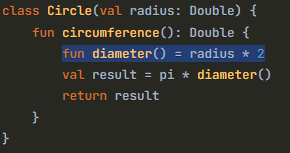 class Circle(val radius: Double) {
    fun circumference(): Double {
        fun diameter() = radius * 2
        val result = pi * diameter()
        return result
    }
}